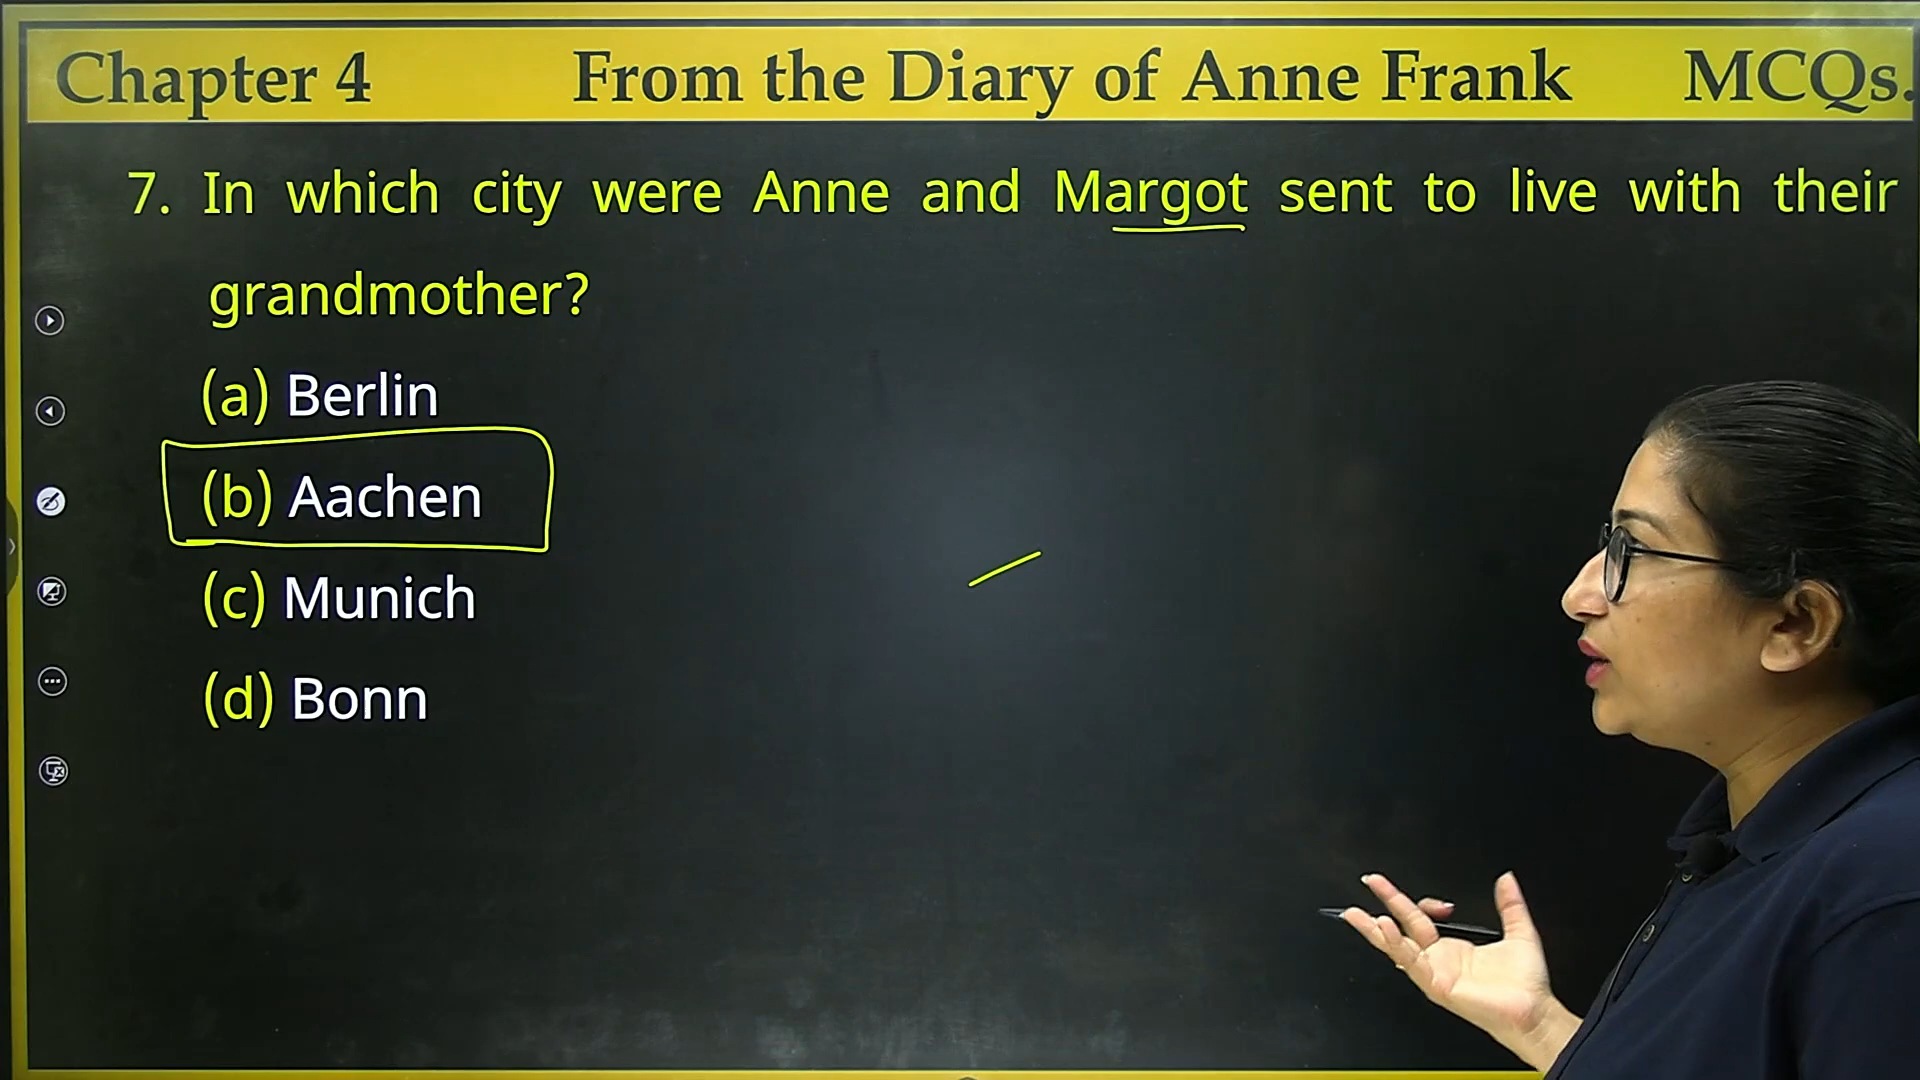 Chapter 4 From the Diary of Anne Frank MCQs.
7. In which city were Anne and Margot sent to live with their
grandmother?
(a) Berlin
(b) Aachen
(c) Munich
(d) Bonn